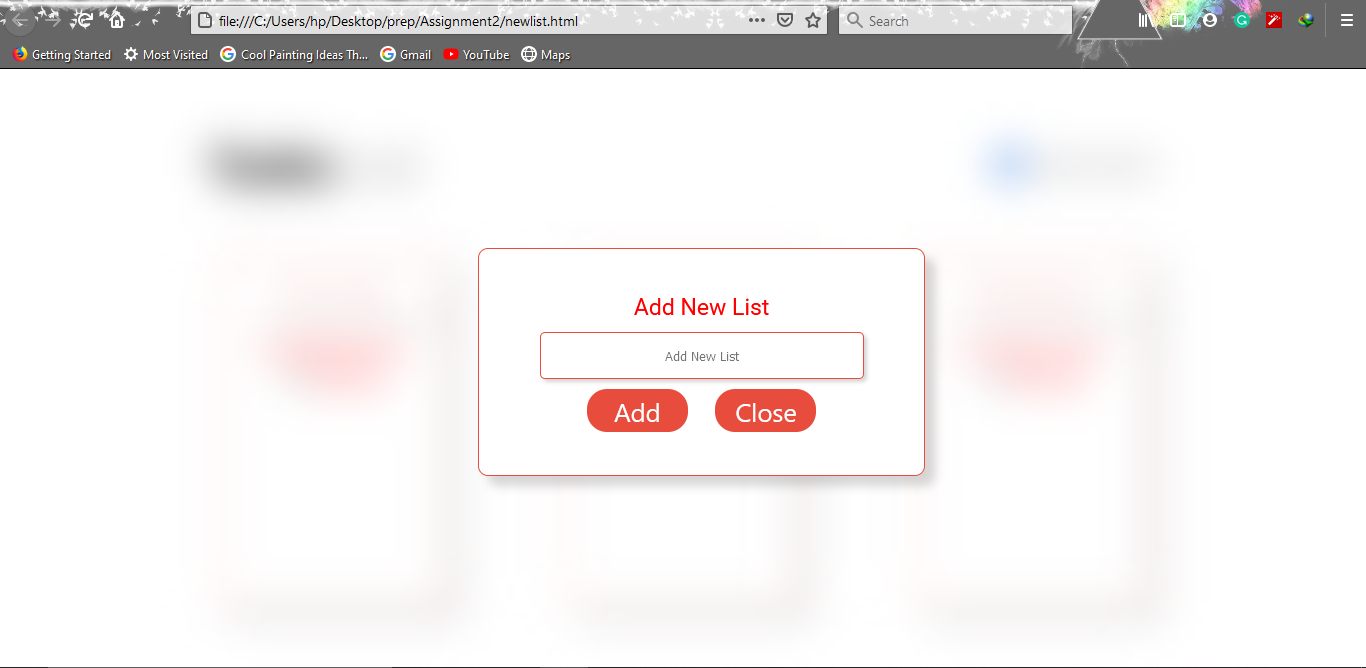 file:///C:/Users/hp/Desktop/prep/Assignment2/newlist.html
Search
Getting Started
Most Visited
Cool Painting Ideas Th...
Gmail
YouTube
Maps
Add New List
Add New List
Add
Close